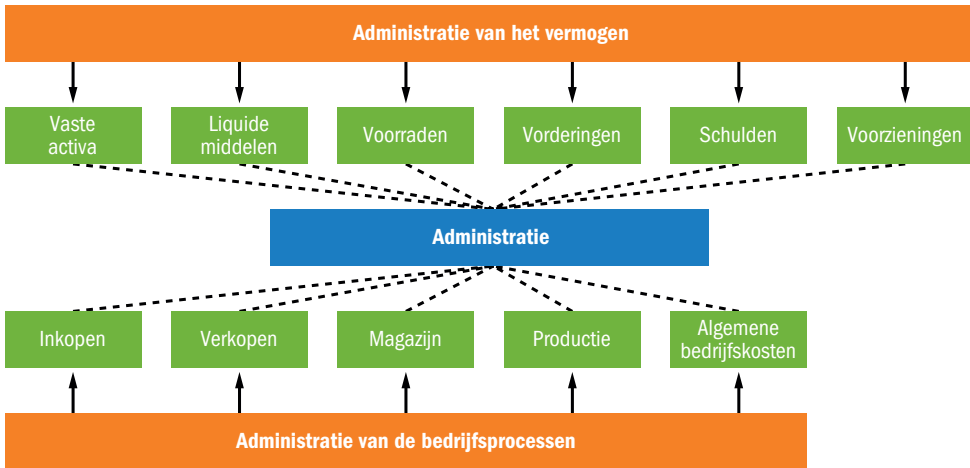 Administratie van het vermogen
Vaste
activa
Liquide
middelen
Voorraden
Vorderingen
Schulden
Voorzieningen
Administratie
Inkopen
Verkopen
Magazijn
Productie
Algemene
bedrijfskosten
Administratie van de bedrijfsprocessen